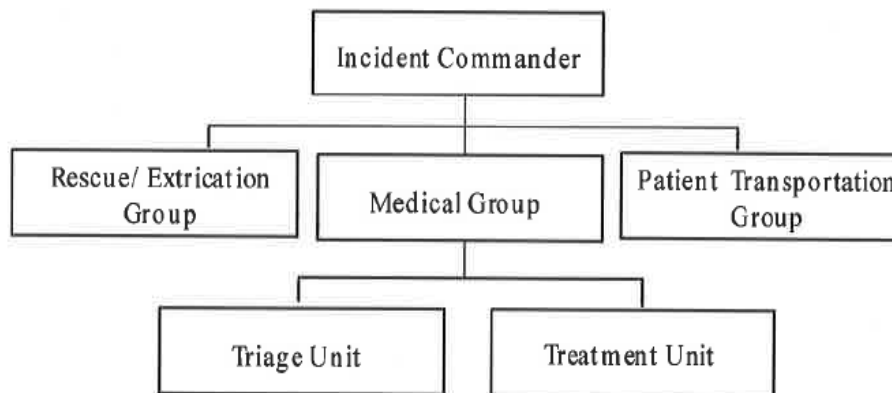 Incident Commander
Rescue/ Extrication
Group
Medical Group
Patient Transportation
Group
Triage Unit
Treatment Unit